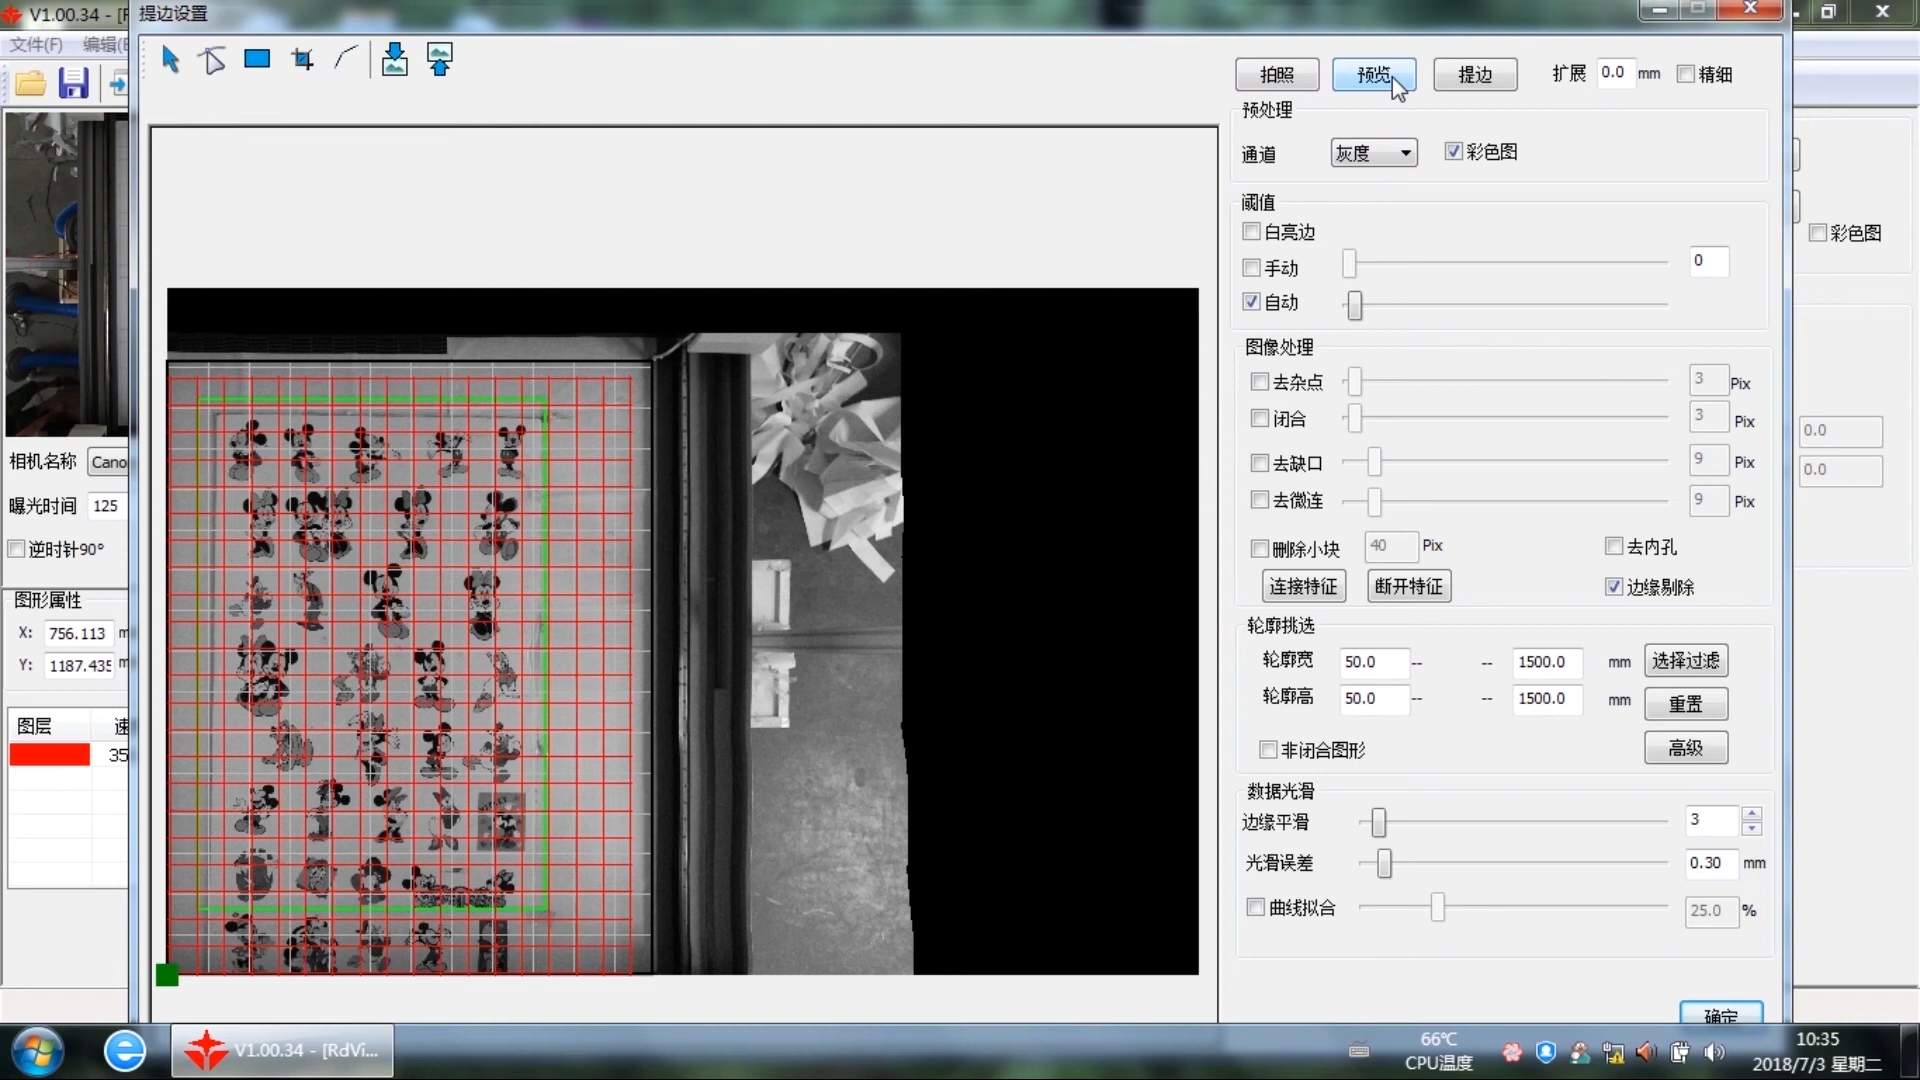 V1.00.34 - [R
提边设置
文件(F) 编辑(E
拍照
预览
提边
扩展 0.0 mm
精细
预处理
通道
灰度
彩色图
阈值
白亮边
手动
0
自动
彩色图
图像处理
去杂点
3 Pix
闭合
3 Pix
去缺口
9 Pix
去微连
9 Pix
删除小块 40 Pix
去内孔
连接特征
断开特征
边缘剔除
0.0
0.0
相机名称 Cano
曝光时间 125
逆时针90°
图形属性
X: 756.113 m
Y: 1187.435 m
图层 速
35
轮廓挑选
轮廓宽 50.0 -- -- 1500.0 mm
选择过滤
轮廓高 50.0 -- -- 1500.0 mm
重置
非闭合图形
高级
数据光滑
边缘平滑
3
光滑误差
0.30 mm
曲线拟合
25.0 %
确定
V1.00.34 - [RdVi...
66℃
CPU温度
10:35
2018/7/3 星期二